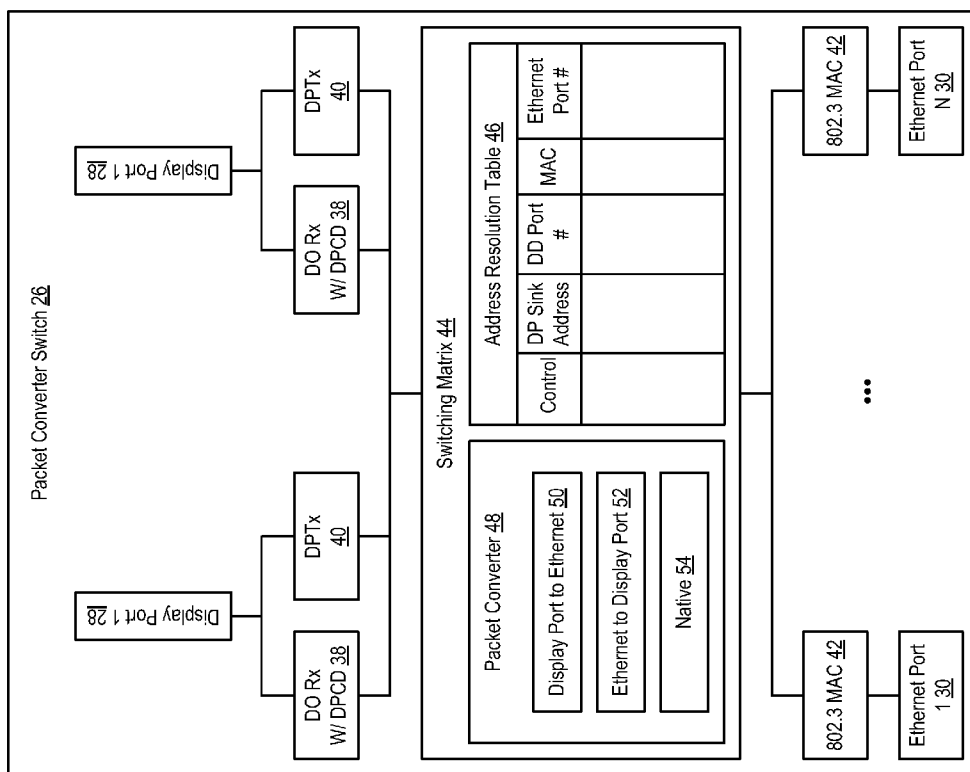 Packet Converter Switch 26
Display Port 1 28
Display Port 1 28
DO Rx
W/ DPCD 38
DPTx
40
DO Rx
W/ DPCD 38
DPTx
40
Switching Matrix 44
Packet Converter 48
Display Port to Ethernet 50
Ethernet to Display Port 52
Native 54
Address Resolution Table 46
Control
DP Sink
Address
DD Port
#
MAC
Ethernet
Port #
802.3 MAC 42
...
802.3 MAC 42
Ethernet Port
1 30
Ethernet Port
N 30